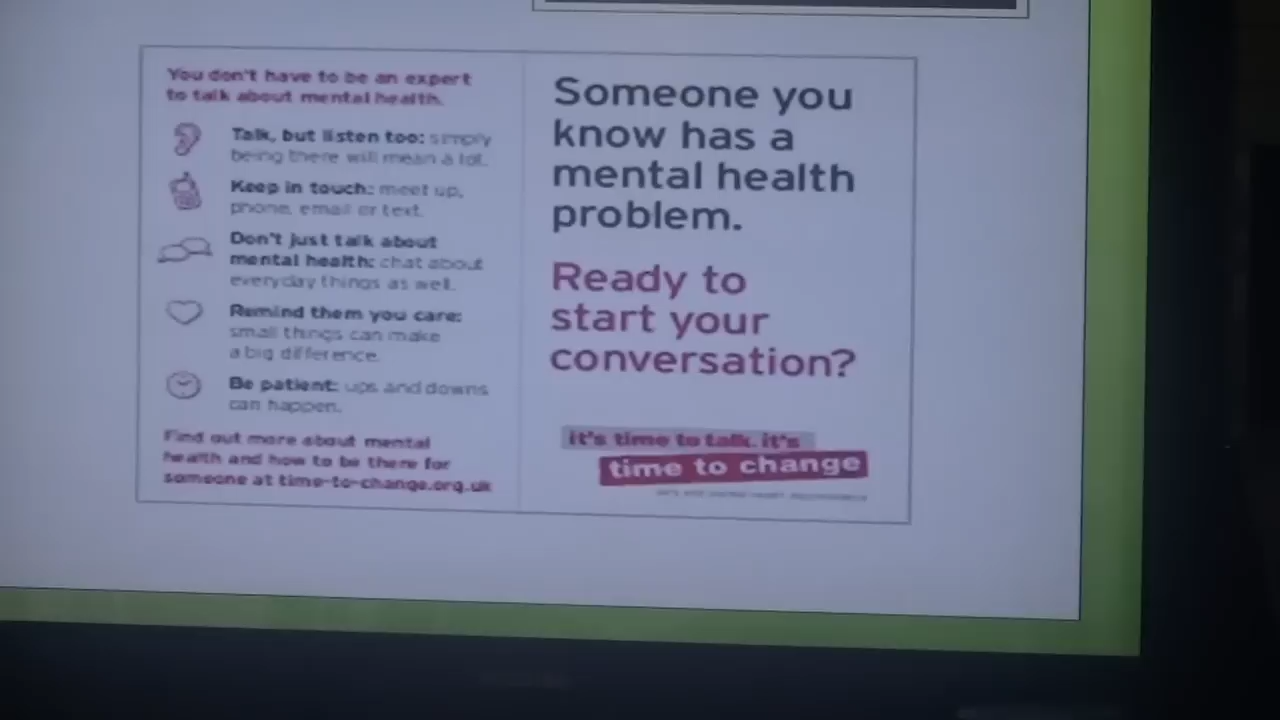 You don't have to be an expert
to talk about mental health.
Talk, but listen too: simply
being there will mean a lot.
Keep in touch: meet up,
phone, email or text.
Don't just talk about
mental health: chat about
everyday things as well.
Remind them you care:
small things can make
a big difference.
Be patient: ups and downs
can happen.
Find out more about mental
health and how to be there for
someone at time-to-change.org.uk
Someone you
know has a
mental health
problem.
Ready to
start your
conversation?
it's time to talk. it's
time to change